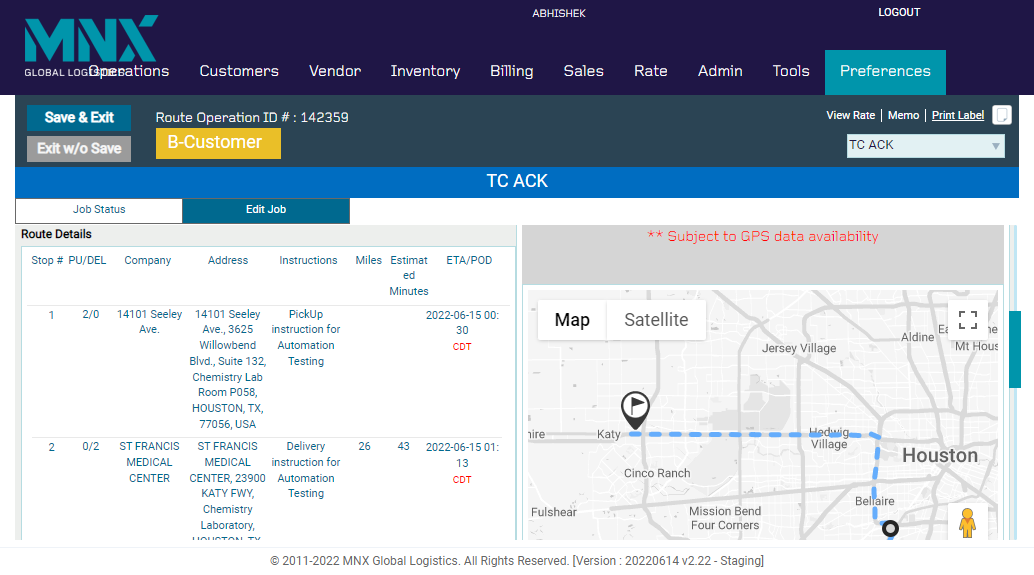 ABHISHEK
LOGOUT
MNX
GLOBAL LOGISTICS
Operations Customers Vendor Inventory Billing Sales Rate Admin Tools Preferences
Save & Exit
Exit w/o Save
Route Operation ID # : 142359
B-Customer
View Rate | Memo | Print Label
TC ACK
TC ACK
Job Status Edit Job
Route Details
Stop # PU/DEL Company Address Instructions Miles Estimat ETA/POD
ed
Minutes
1 2/0 14101 Seeley 14101 Seeley PickUp 2022-06-15 00:
Ave. Ave., 3625 instruction for 30
Willowbend Automation CDT
Blvd., Suite 132, Testing
Chemistry Lab
Room P058,
HOUSTON, TX,
77056, USA
2 0/2 ST FRANCIS ST FRANCIS Delivery 26 43 2022-06-15 01:
MEDICAL MEDICAL instruction for 13
CENTER CENTER, 23900 Automation CDT
KATY FWY, Testing
Chemistry
Laboratory,
HOUSTON, TX
** Subject to GPS data availability
Map Satellite
Aldine
Jersey Village
Mt Hous
hire
Katy
Hedwig
Village
Houston
Cinco Ranch
Bellaire
Fulshear
Mission Bend
Four Corners
© 2011-2022 MNX Global Logistics. All Rights Reserved. [Version : 20220614 v2.22 - Staging]